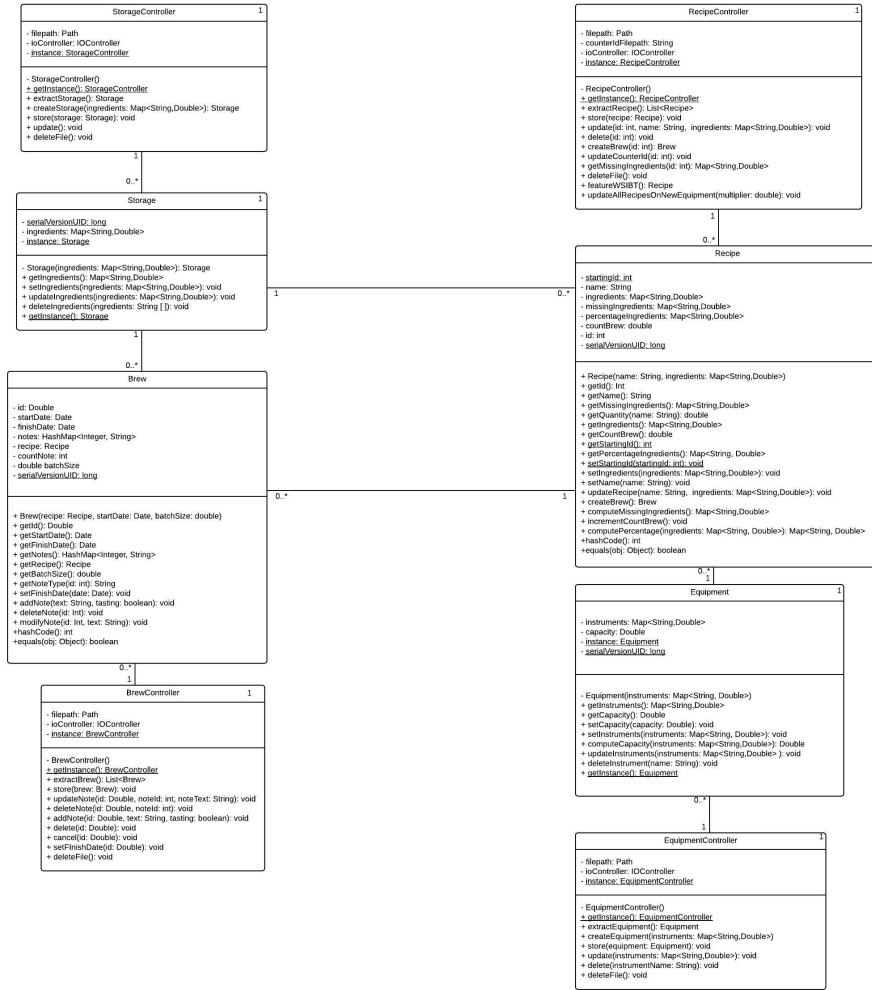 StorageController 1
- filepath: Path
- ioController: IOController
- instance: StorageController
- StorageController()
+ getInstance(): StorageController
+ extractStorage(): Storage
+ createStorage(ingredients: Map<String,Double>): Storage
+ store(storage: Storage): void
+ update(): void
+ deleteFile(): void
1
0..*
Storage 1
- serialVersionUID: long
- ingredients: Map<String,Double>
- instance: Storage
- Storage(ingredients: Map<String,Double>): Storage
+ getIngredients(): Map<String,Double>
+ setIngredients(ingredients: Map<String,Double>): void
+ updateIngredients(ingredients: Map<String,Double>): void
+ deleteIngredients(ingredients: String [ ]): void
+ getInstance(): Storage
1
0..*
1
0..*
Brew
- id: Double
- startDate: Date
- finishDate: Date
- notes: HashMap<Integer, String>
- recipe: Recipe
- countNote: int
- double batchSize
- serialVersionUID: long
+ Brew(recipe: Recipe, startDate: Date, batchSize: double)
+ getId(): Double
+ getStartDate(): Date
+ getFinishDate(): Date
+ getNotes(): HashMap<Integer, String>
+ getRecipe(): Recipe
+ getBatchSize(): double
+ getNoteType(id: int): String
+ setFinishDate(date: Date): void
+ addNote(text: String, tasting: boolean): void
+ deleteNote(id: Int): void
+ modifyNote(id: Int, text: String): void
+hashCode(): int
+equals(obj: Object): boolean
0..*
1
0..*
1
BrewController 1
- filepath: Path
- ioController: IOController
- instance: BrewController
- BrewController()
+ getInstance(): BrewController
+ extractBrew(): List<Brew>
+ store(brew: Brew): void
+ updateNote(id: Double, noteId: int, noteText: String): void
+ deleteNote(id: Double, noteId: int): void
+ addNote(id: Double, text: String, tasting: boolean): void
+ delete(id: Double): void
+ cancel(id: Double): void
+ setFInishDate(id: Double): void
+ deleteFile(): void
RecipeController 1
- filepath: Path
- counterIdFilepath: String
- ioController: IOController
- instance: RecipeController
- RecipeController()
+ getInstance(): RecipeController
+ extractRecipe(): List<Recipe>
+ store(recipe: Recipe): void
+ update(id: int, name: String, ingredients: Map<String,Double>): void
+ delete(id: int): void
+ createBrew(id: int): Brew
+ updateCounterId(id: int): void
+ getMissingIngredients(id: int): Map<String,Double>
+ deleteFile(): void
+ featureWSIBT(): Recipe
+ updateAllRecipesOnNewEquipment(multiplier: double): void
1
0..*
Recipe
- startingId: int
- name: String
- ingredients: Map<String,Double>
- missingIngredients: Map<String,Double>
- percentageIngredients: Map<String,Double>
- countBrew: double
- id: int
- serialVersionUID: long
+ Recipe(name: String, ingredients: Map<String,Double>)
+ getId(): Int
+ getName(): String
+ getMissingIngredients(): Map<String,Double>
+ getQuantity(name: String): double
+ getIngredients(): Map<String,Double>
+ getCountBrew(): double
+ getStartingId(): int
+ getPercentageIngredients(): Map<String, Double>
+ setStartingId(startingId: int): void
+ setIngredients(ingredients: Map<String,Double>): void
+ setName(name: String): void
+ updateRecipe(name: String, ingredients: Map<String,Double>): void
+ createBrew(): Brew
+ computeMissingIngredients(): Map<String,Double>
+ incrementCountBrew(): void
+ computePercentage(ingredients: Map<String, Double>): Map<String, Double>
+hashCode(): int
+equals(obj: Object): boolean
0..*
1
Equipment 1
- instruments: Map<String,Double>
- capacity: Double
- instance: Equipment
- serialVersionUID: long
- Equipment(instruments: Map<String, Double>)
+ getInstruments(): Map<String,Double>
+ getCapacity(): Double
+ setCapacity(capacity: Double): void
+ setInstruments(instruments: Map<String, Double>): void
+ computeCapacity(instruments: Map<String,Double>): Double
+ updateInstruments(instruments: Map<String,Double> ): void
+ deleteInstrument(name: String): void
+ getInstance(): Equipment
0..*
1
EquipmentController 1
- filepath: Path
- ioController: IOController
- instance: EquipmentController
- EquipmentController()
+ getInstance(): EquipmentController
+ extractEquipment(): Equipment
+ createEquipment(instruments: Map<String,Double>)
+ store(equipment: Equipment): void
+ update(instruments: Map<String,Double>): void
+ delete(instrumentName: String): void
+ deleteFile(): void